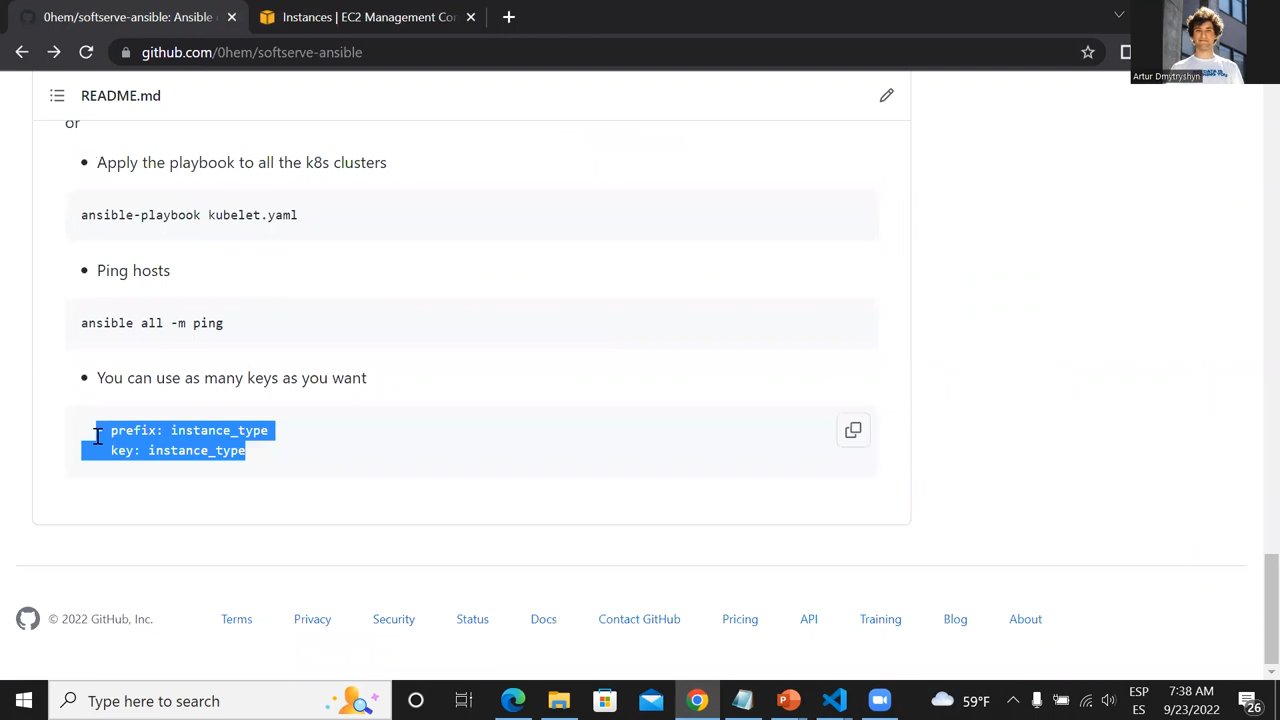 0hem/softserve-ansible: Ansible
Instances | EC2 Management Co
github.com/0hem/softserve-ansible
Artur Dmytryshyn
README.md
or
Apply the playbook to all the k8s clusters
ansible-playbook kubelet.yaml
Ping hosts
ansible all -m ping
You can use as many keys as you want
- prefix: instance_type
key: instance_type
© 2022 GitHub, Inc.
Terms
Privacy
Security
Status
Docs
Contact GitHub
Pricing
API
Training
Blog
About
Type here to search
59°F
ESP
ES
7:38 AM
9/23/2022
26